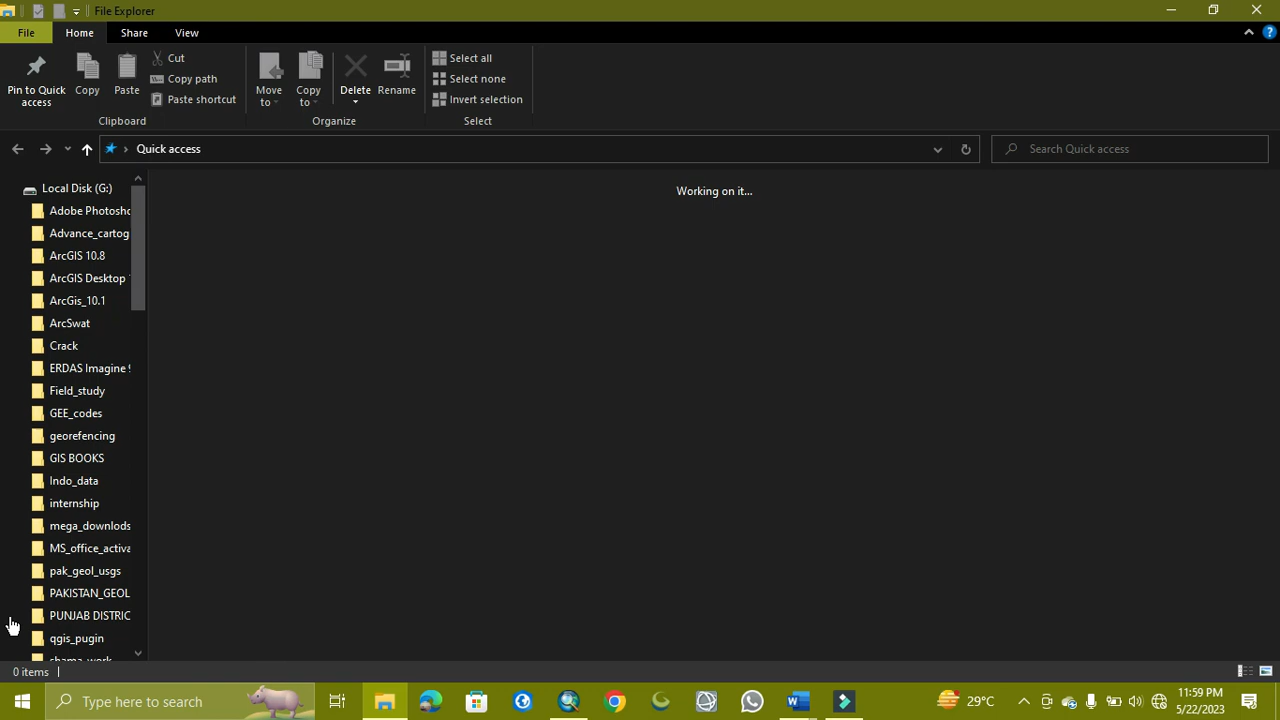 File Explorer
File Home Share View
Pin to Quick access
Copy
Paste
Cut
Copy path
Paste shortcut
Clipboard
Move to
Copy to
Delete
Rename
Organize
Select all
Select none
Invert selection
Select
Quick access
Search Quick access
Working on it...
Local Disk (G:)
Adobe Photosho
Advance_cartog
ArcGIS 10.8
ArcGIS Desktop
ArcGis_10.1
ArcSwat
Crack
ERDAS Imagine 9
Field_study
GEE_codes
georefencing
GIS BOOKS
Indo_data
internship
mega_downlods
MS_office_activa
pak_geol_usgs
PAKISTAN_GEOL
PUNJAB DISTRIC
qgis_pugin
shama_work
0 items
Type here to search
29°C
11:59 PM
5/22/2023